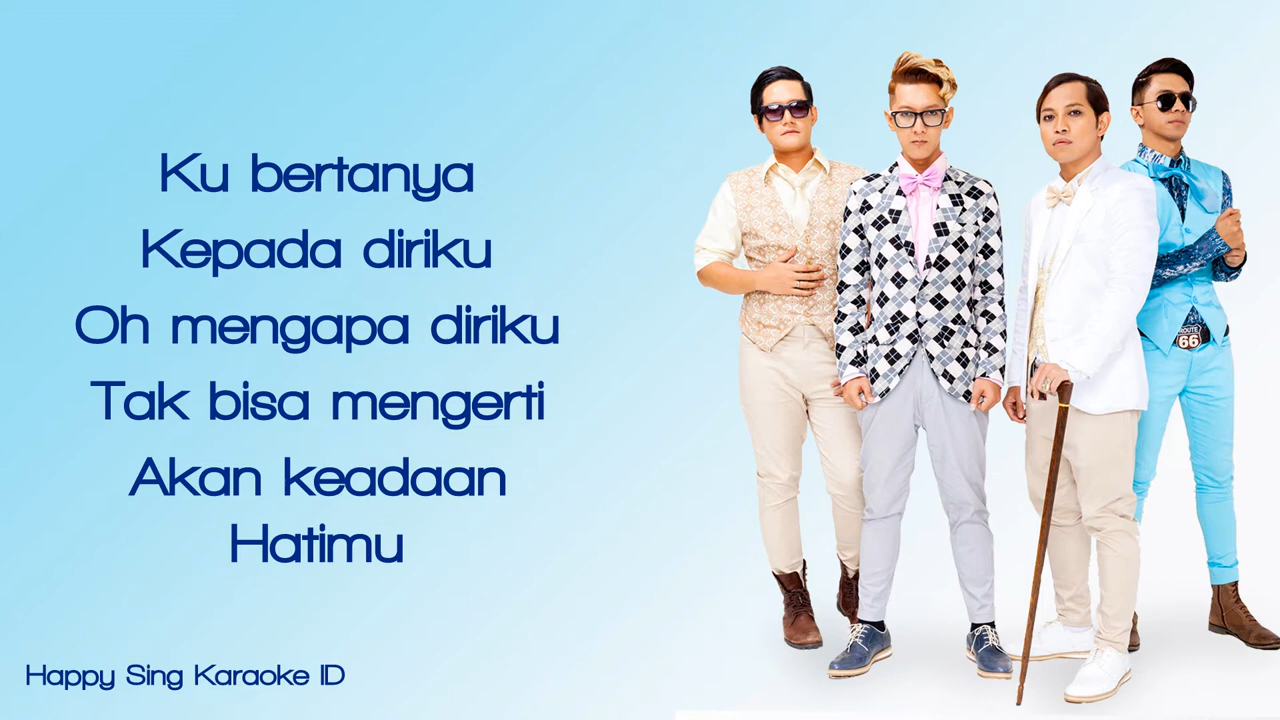 Ku bertanya
Kepada diriku
Oh mengapa diriku
Tak bisa mengerti
Akan keadaan
Hatimu
ROUTE
66
Happy Sing Karaoke ID